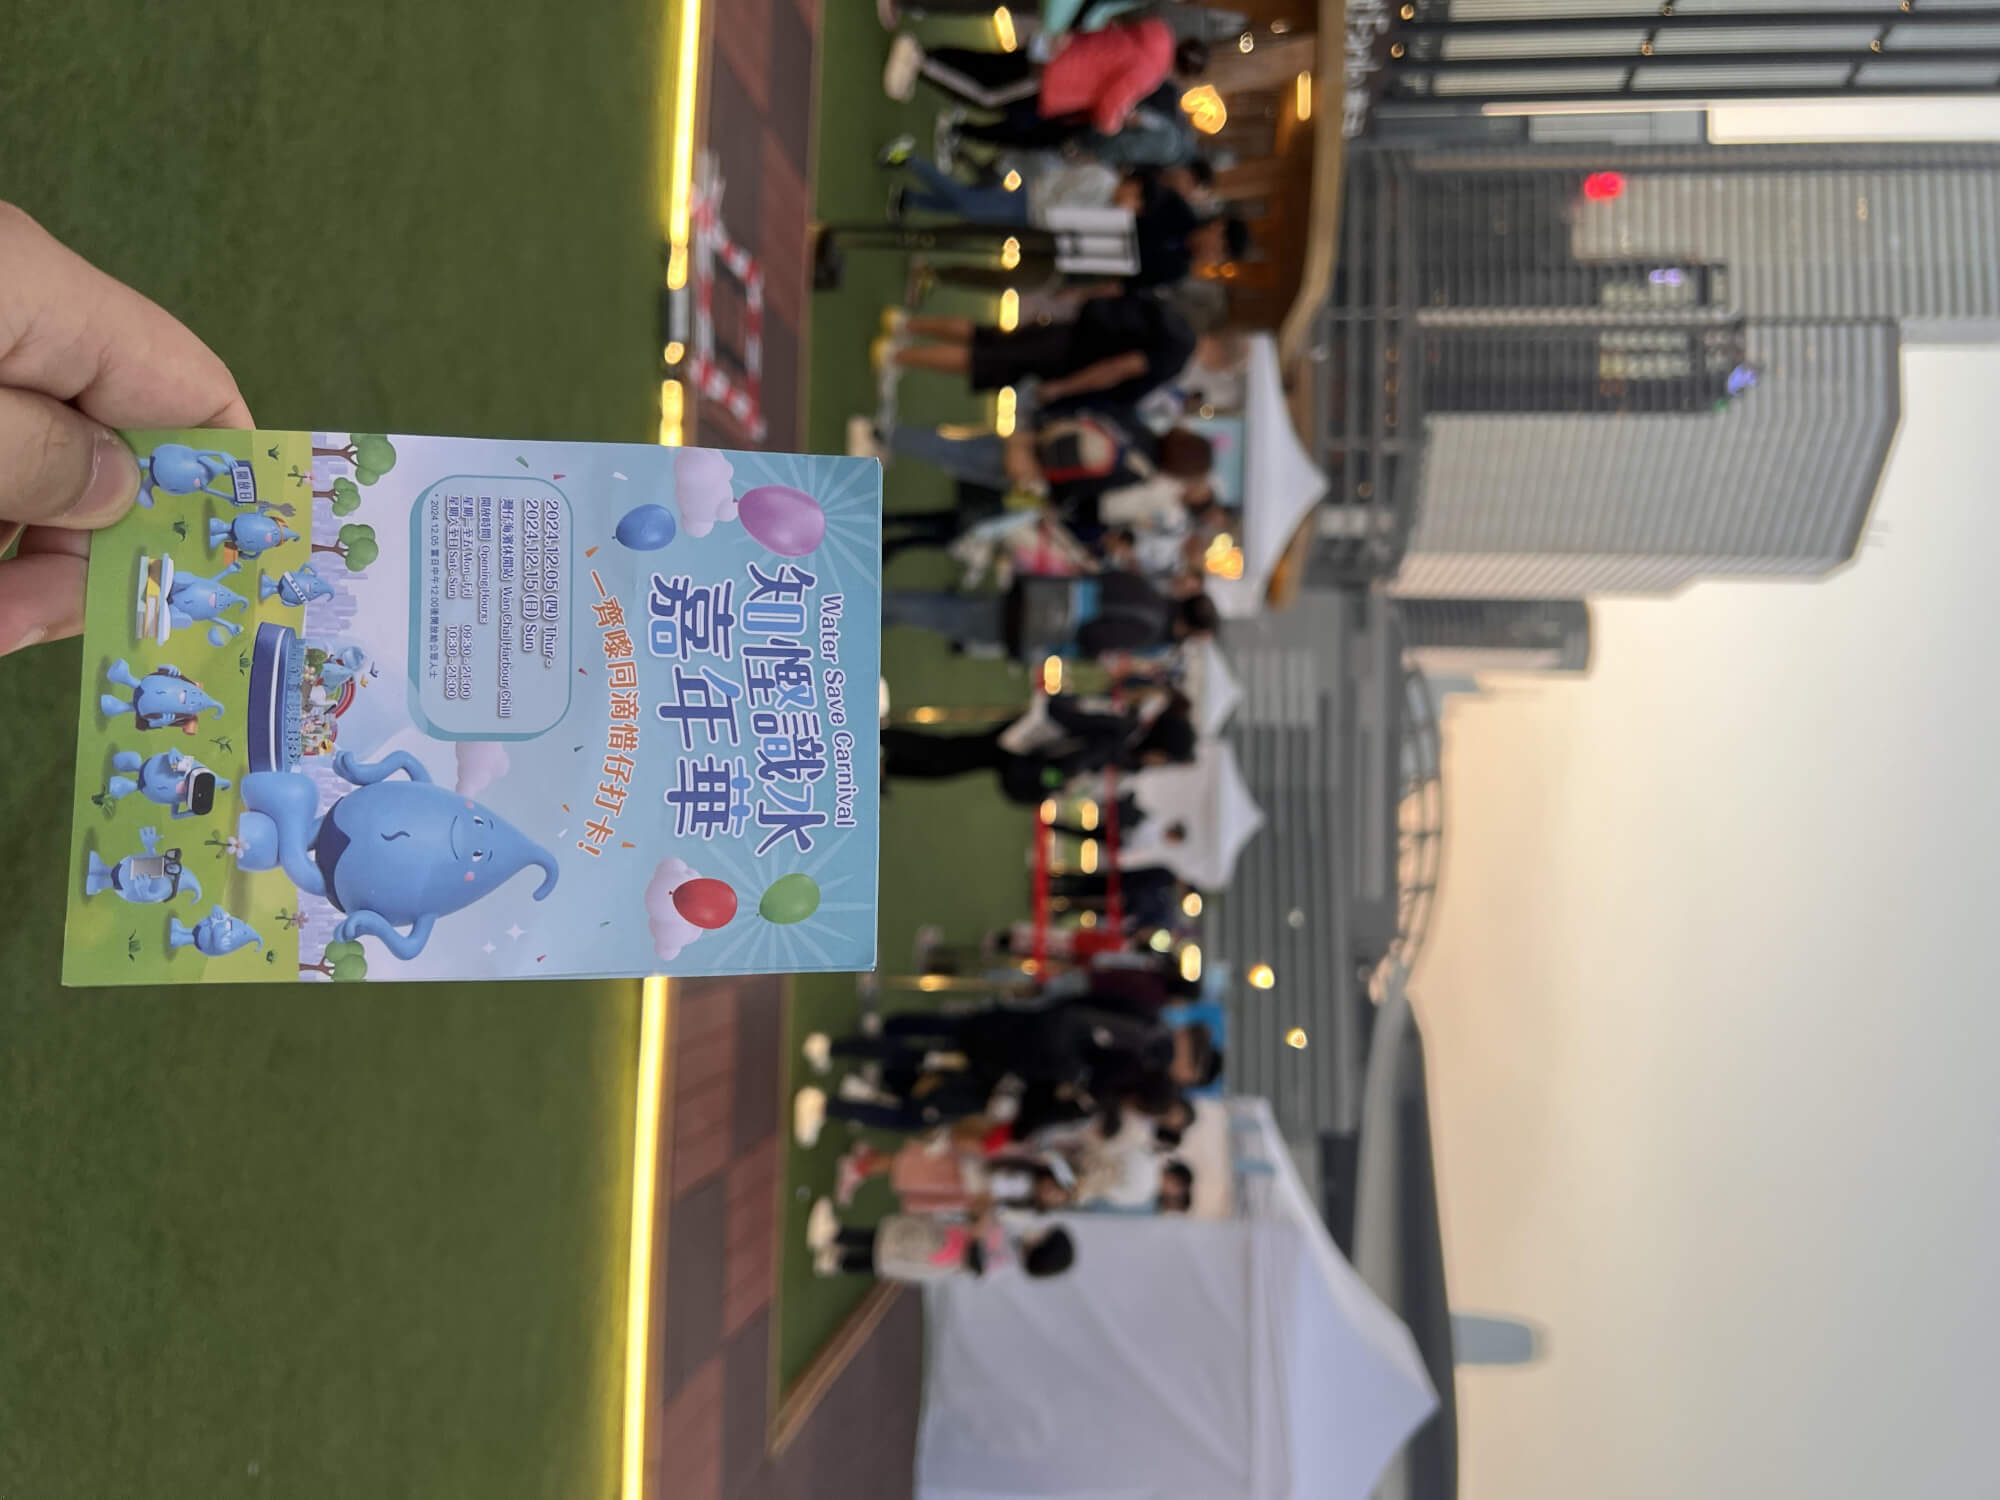 Water Save Carnival
知慳識水
嘉年華
一齊嚟同滴惜仔打卡!
2024.12.05 (四) Thur -
2024.12.15 (日) Sun
灣仔海濱休閒站 Wan Chai Harbour Chill
開放時間 Opening Hours:
星期一至五 Mon - Fri 09:30 - 21:00
星期六至日 Sat - Sun 10:30 - 21:00
* 2024.12.05 當日中午12:00後開放給公眾人士
開放日